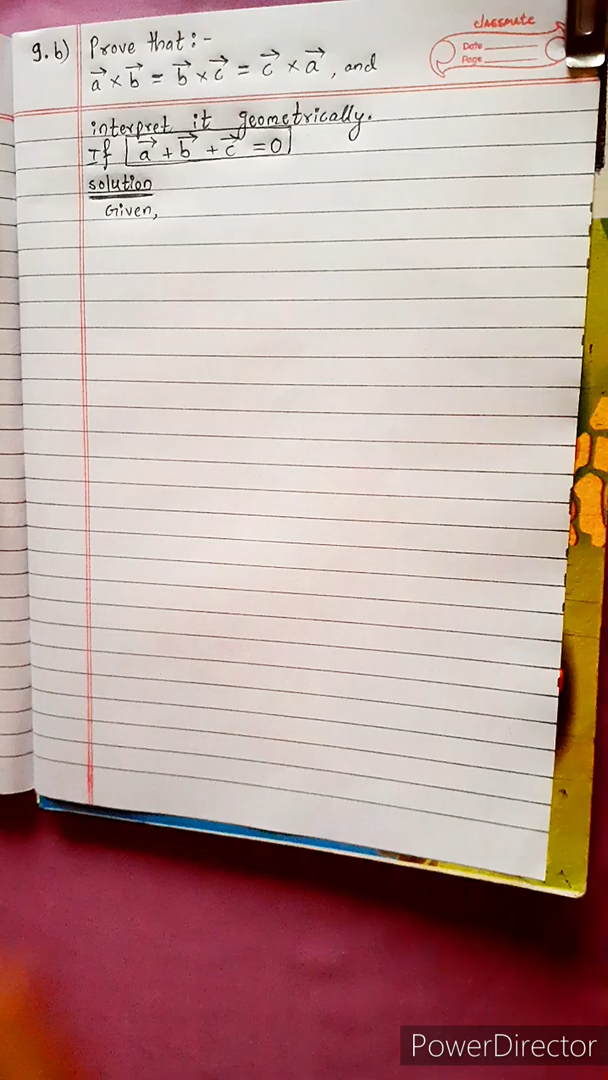 classmate
Date
Page
9.b) Prove that:-
a⃗ × b⃗ = b⃗ × c⃗ = c⃗ × a⃗, and
interpret it geometrically.
If a⃗ + b⃗ + c⃗ = 0
solution
Given,
PowerDirector